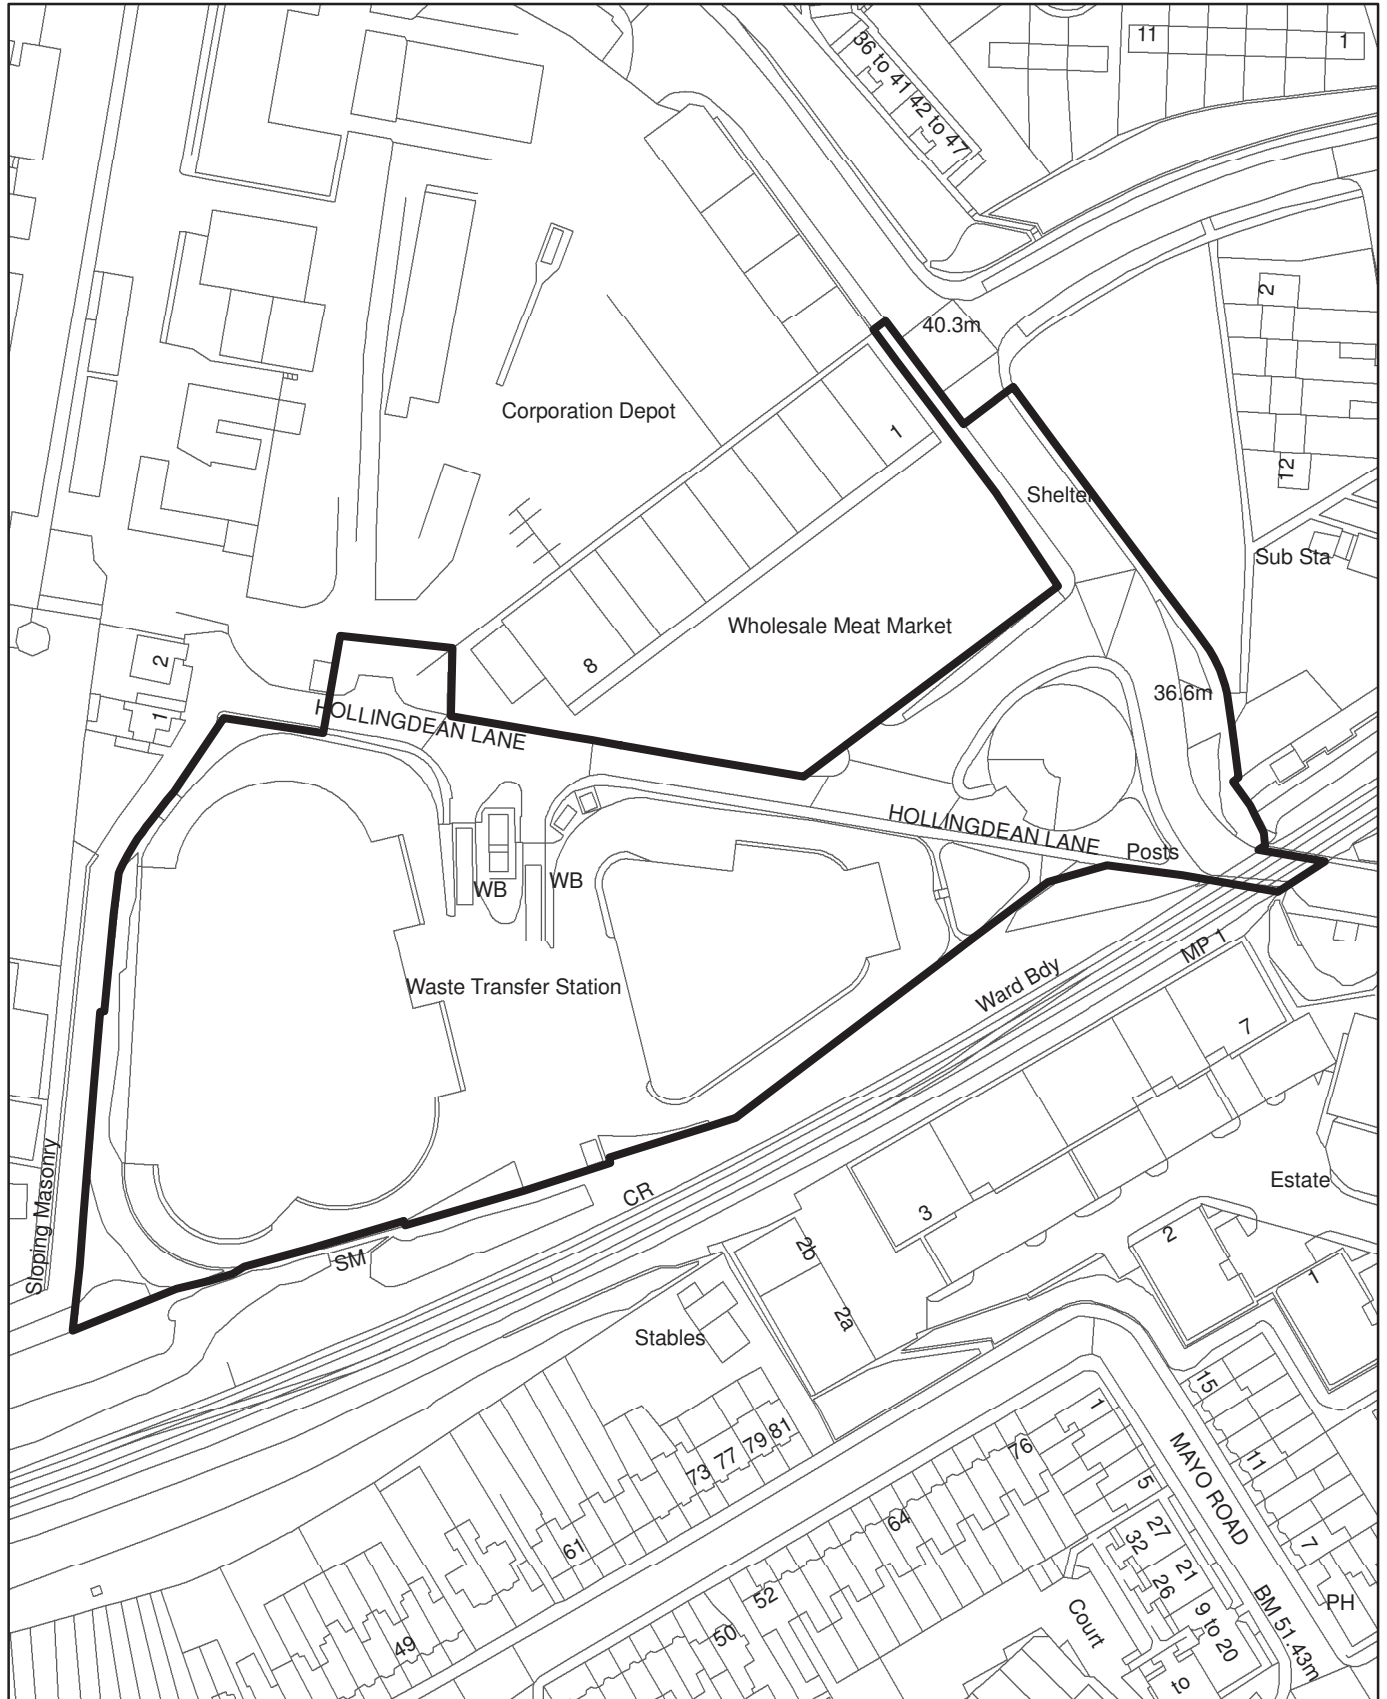 11
1
36 to 41
42 to 47
2
40.3m
Corporation Depot
1
12
Shelter
Sub Sta
Wholesale Meat Market
8
2
1
36.6m
HOLLINGDEAN LANE
HOLLINGDEAN LANE
Posts
WB
WB
Waste Transfer Station
Ward Bdy
MP 1
7
Sloping Masonry
CR
SM
3
Estate
2
1
2b
2a
Stables
15
11
7
1
5
MAYO ROAD
73
77
79
81
76
64
61
52
50
49
27
32
21
26
9 to 20
BM 51.43m
PH
Court
to